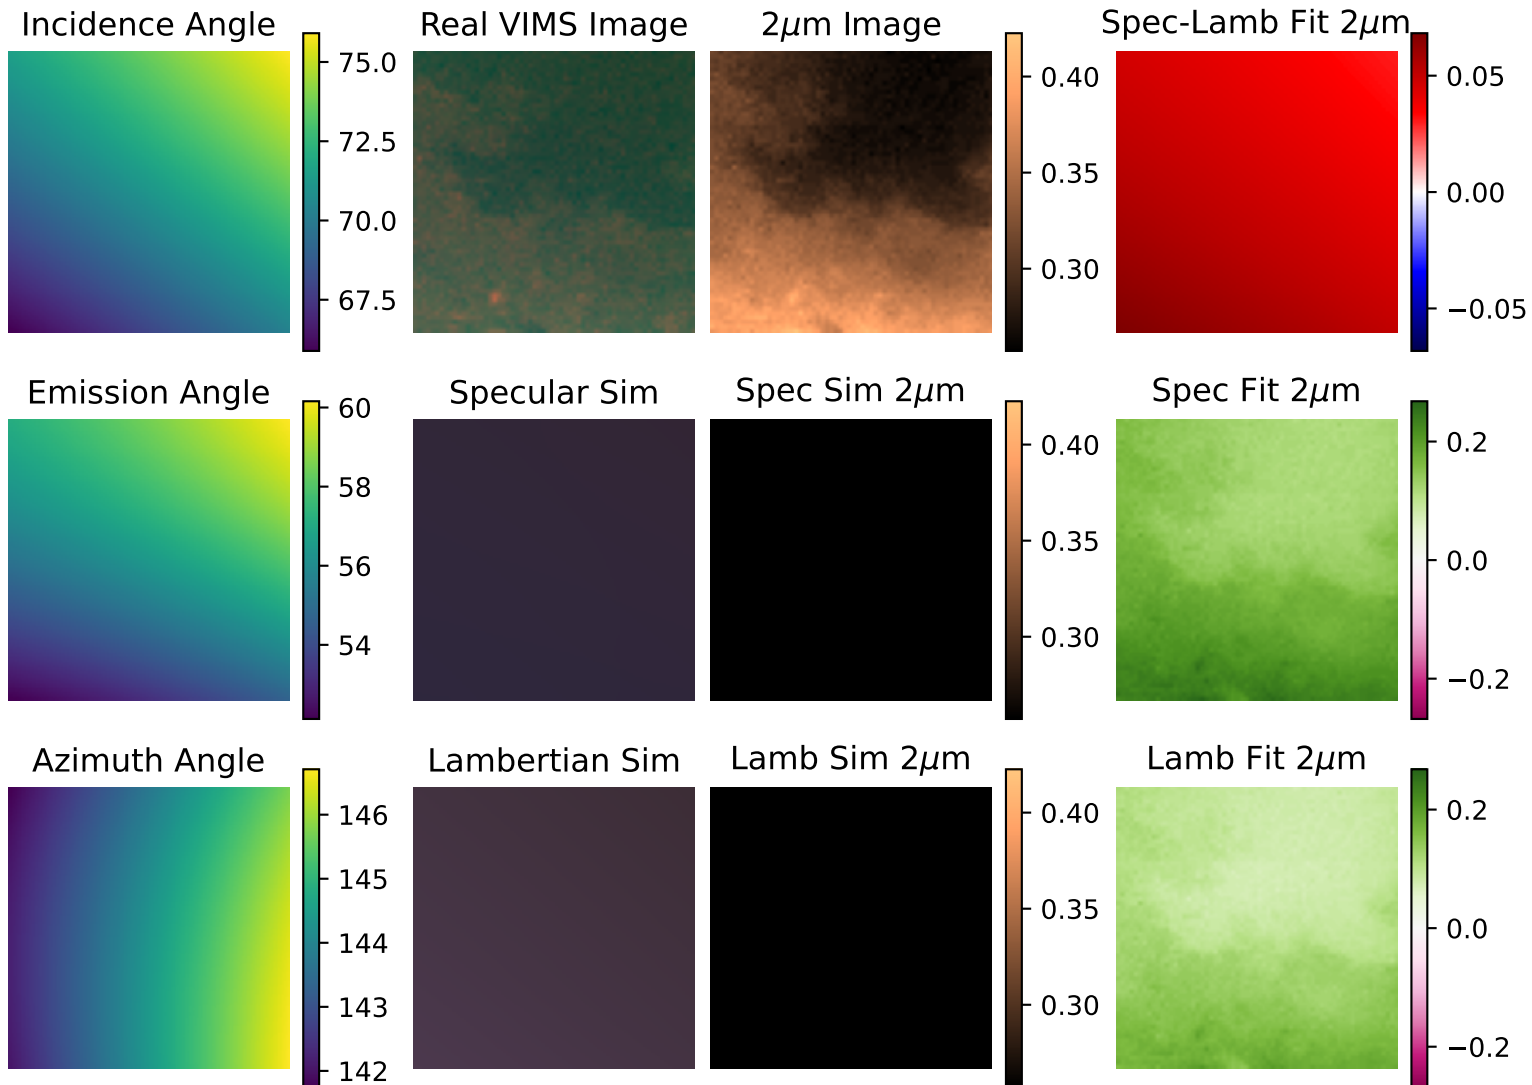 Incidence Angle
75.0
72.5
70.0
67.5
Real VIMS Image
2μm Image
0.40
0.35
0.30
Spec-Lamb Fit 2μm
0.05
0.00
−0.05
Emission Angle
60
58
56
54
Specular Sim
Spec Sim 2μm
0.40
0.35
0.30
Spec Fit 2μm
0.2
0.0
−0.2
Azimuth Angle
146
145
144
143
142
Lambertian Sim
Lamb Sim 2μm
0.40
0.35
0.30
Lamb Fit 2μm
0.2
0.0
−0.2